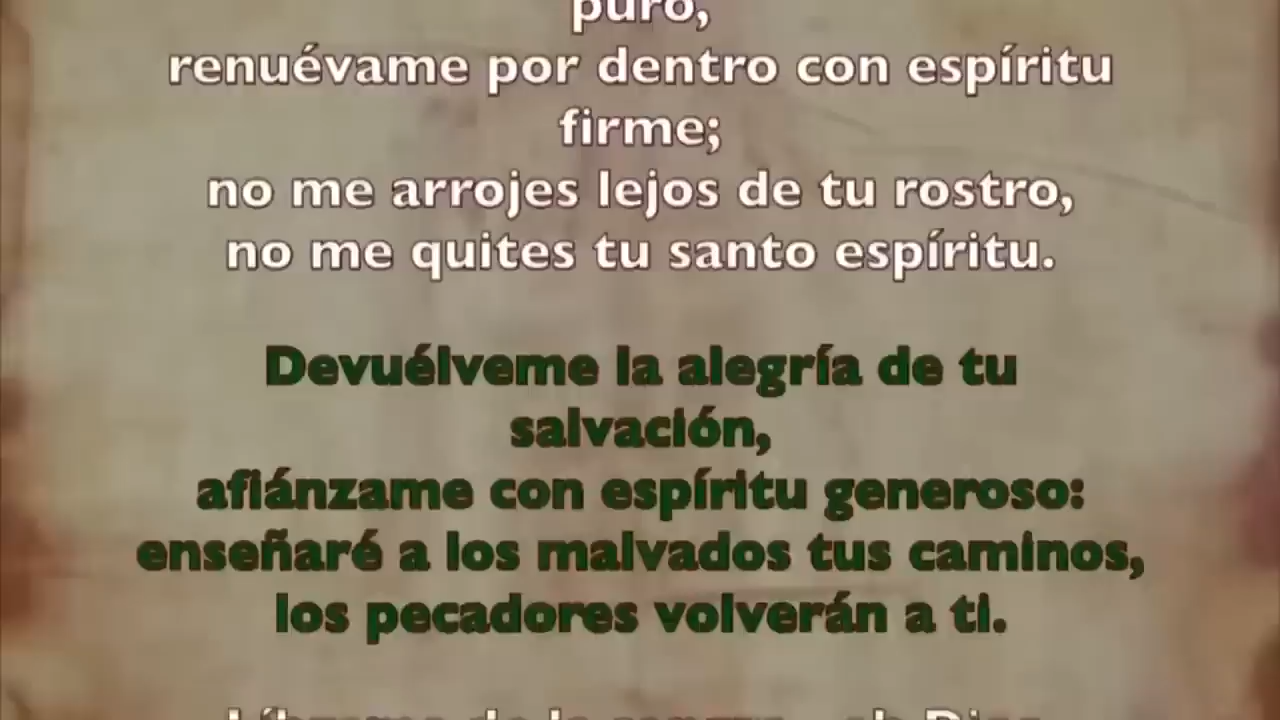 puro,
renuévame por dentro con espíritu
firme;
no me arrojes lejos de tu rostro,
no me quites tu santo espíritu.
Devuélveme la alegría de tu
salvación,
afiánzame con espíritu generoso:
enseñaré a los malvados tus caminos,
los pecadores volverán a ti.